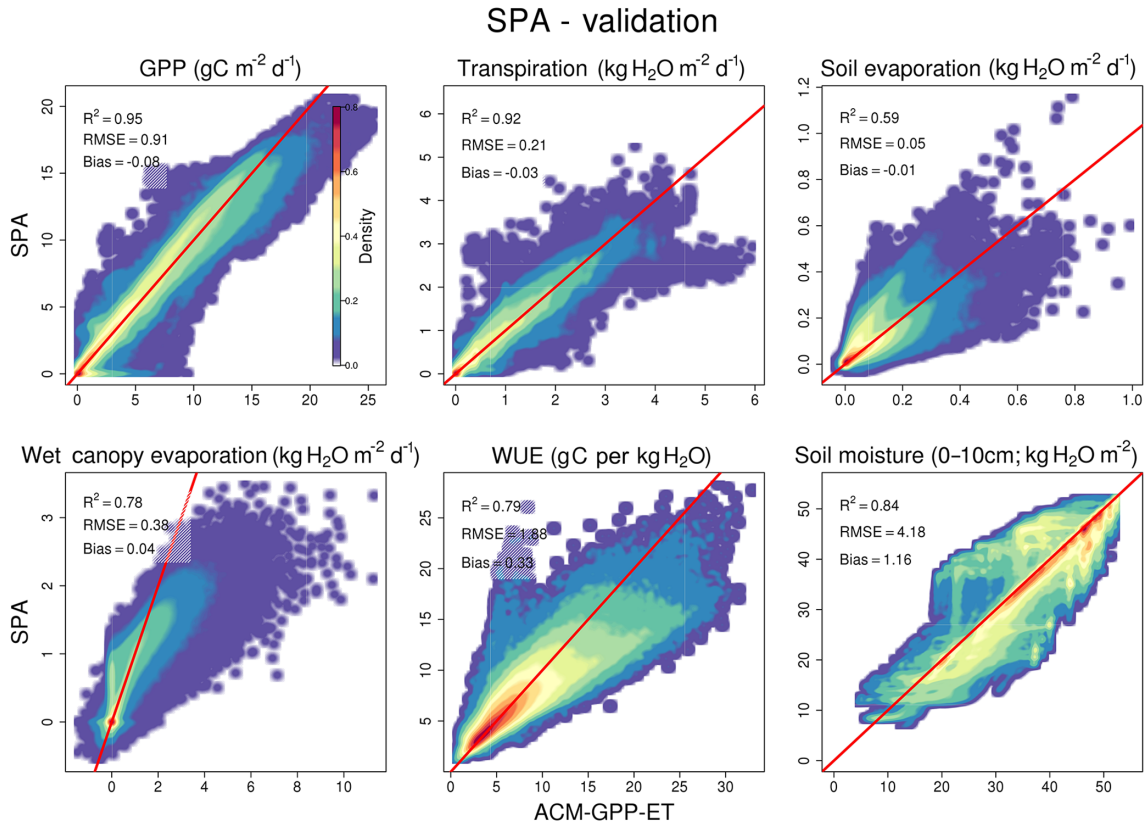 SPA - validation
GPP (gC m⁻² d⁻¹)
Transpiration (kg H₂O m⁻² d⁻¹)
Soil evaporation (kg H₂O m⁻² d⁻¹)
R² = 0.95
RMSE = 0.91
Bias = -0.08
0.8
0.6
0.4
0.2
0.0
Density
SPA
20
15
10
5
0
0 5 10 15 20 25
R² = 0.92
RMSE = 0.21
Bias = -0.03
6
5
4
3
2
1
0
0 1 2 3 4 5 6
R² = 0.59
RMSE = 0.05
Bias = -0.01
1.2
1.0
0.8
0.6
0.4
0.2
0.0
0.0 0.2 0.4 0.6 0.8 1.0
Wet canopy evaporation (kg H₂O m⁻² d⁻¹)
WUE (gC per kg H₂O)
Soil moisture (0–10cm; kg H₂O m⁻²)
R² = 0.78
RMSE = 0.38
Bias = 0.04
SPA
3
2
1
0
0 2 4 6 8 10
R² = 0.79
RMSE = 1.88
Bias = 0.33
25
20
15
10
5
0 5 10 15 20 25 30
R² = 0.84
RMSE = 4.18
Bias = 1.16
50
40
30
20
10
0
0 10 20 30 40 50
ACM-GPP-ET